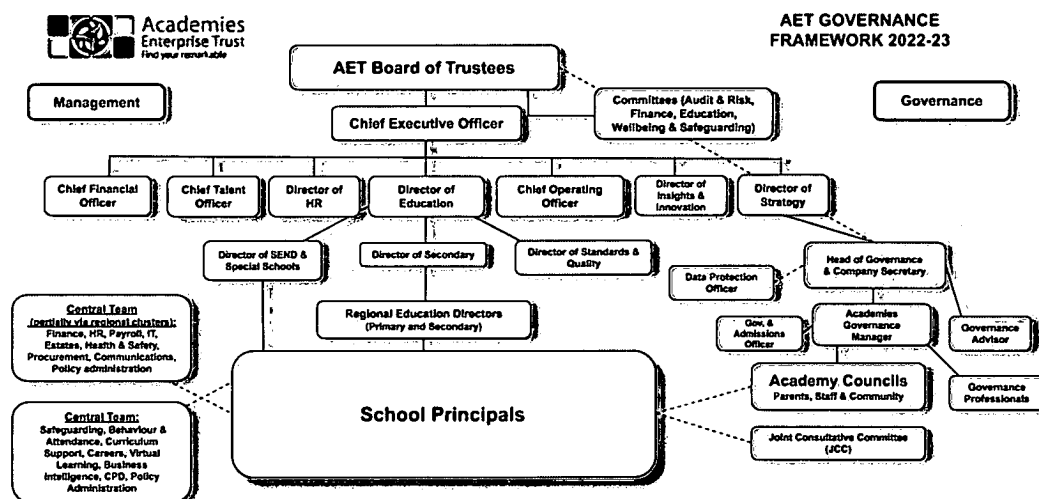 Academies
Enterprise Trust
Find your remarkable
AET GOVERNANCE
FRAMEWORK 2022-23
AET Board of Trustees
Management
Committees (Audit & Risk,
Finance, Education,
Wellbeing & Safeguarding)
Governance
Chief Executive Officer
Chief Financial
Officer
Chief Talent
Officer
Director of
HR
Director of
Education
Chief Operating
Officer
Director of
Insights &
Innovation
Director of
Strategy
Director of SEND &
Special Schools
Director of Secondary
Director of Standards &
Quality
Head of Governance
& Company Secretary.
Data Protection
Officer
Central Team
(partially via regional clusters):
Finance, HR, Payroll, IT,
Estates, Health & Safety,
Procurement, Communications,
Policy administration
Regional Education Directors
(Primary and Secondary)
Gov. &
Admissions
Officer
Academies
Governance
Manager
Governance
Advisor
School Principals
Academy Councils
Parents, Staff & Community
Governance
Professionals
Central Team:
Safeguarding, Behaviour &
Attendance, Curriculum
Support, Careers, Virtual
Learning, Business
Intelligence, CPD, Policy
Administration
Joint Consultative Committee
(JCC)